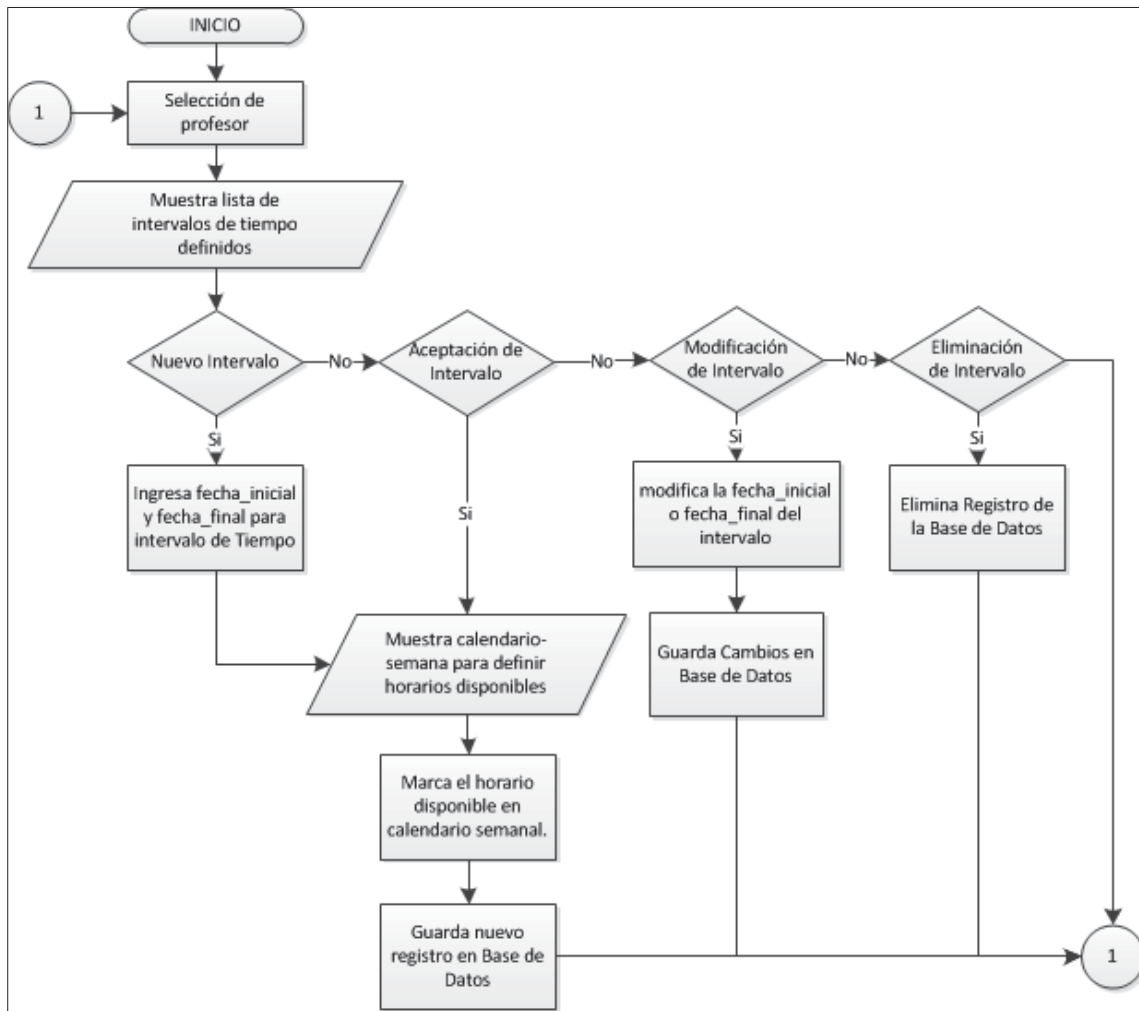 INICIO
1
Selección de
profesor
Muestra lista de
intervalos de tiempo
definidos
Nuevo Intervalo
No
Aceptación de
Intervalo
No
Modificación
de Intervalo
No
Eliminación
de Intervalo
Si
Si
Si
Si
Ingresa fecha_inicial
y fecha_final para
intervalo de Tiempo
modifica la fecha_inicial
o fecha_final del
intervalo
Elimina Registro de
la Base de Datos
Muestra calendario-
semana para definir
horarios disponibles
Guarda Cambios en
Base de Datos
Marca el horario
disponible en
calendario semanal.
Guarda nuevo
registro en Base de
Datos
1